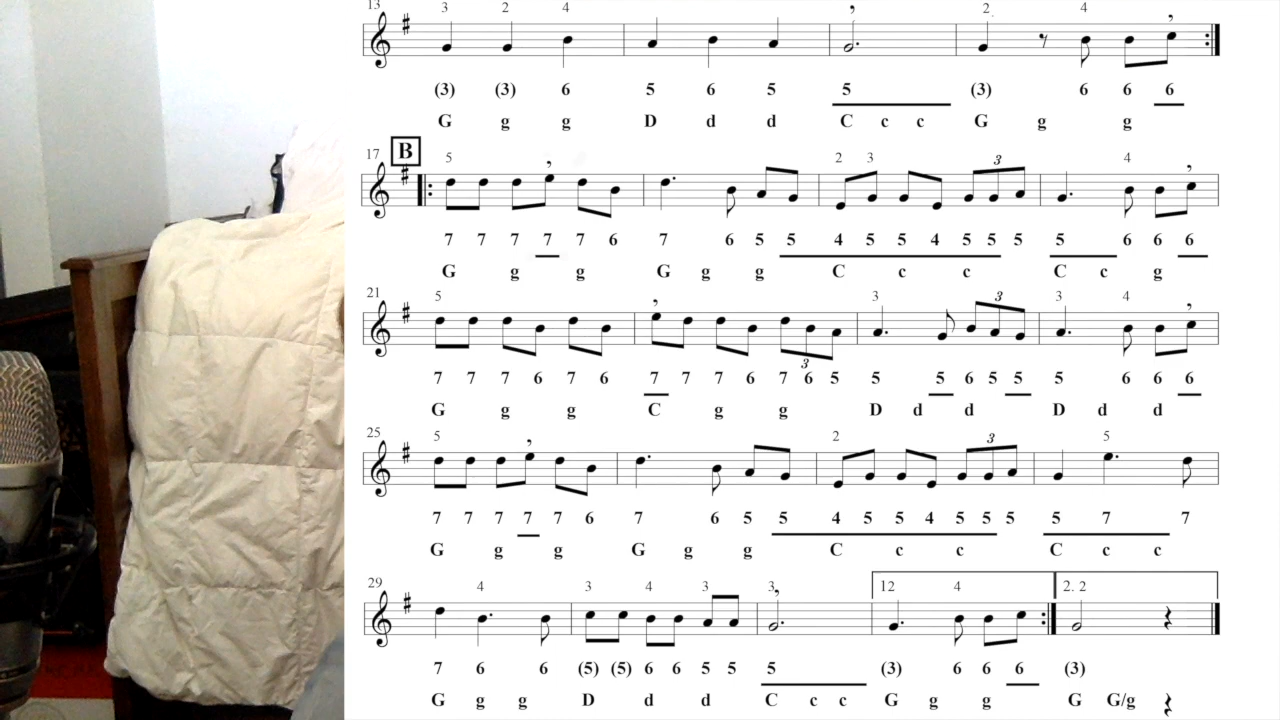 13 3 2 4 2 4
(3) (3) 6 5 6 5 5 (3) 6 6 6
G g g D d d C c c G g g
B
17 5 2 3 3 4
7 7 7 7 7 6 7 6 5 5 4 5 5 4 5 5 5 5 6 6 6
G g g G g g C c c C c g
21 5 3 3 3 3 4
7 7 7 6 7 6 7 7 7 6 7 6 5 5 5 6 5 5 5 6 6 6
G g g C g g D d d D d d
25 5 2 3 5
7 7 7 7 7 6 7 6 5 5 4 5 5 4 5 5 5 5 7 7
G g g G g g C c c C c c
29 4 3 4 3 3 12 4 2. 2
7 6 6 (5) (5) 6 6 5 5 5 (3) 6 6 6 (3)
G g g D d d C c c G g g G G/g